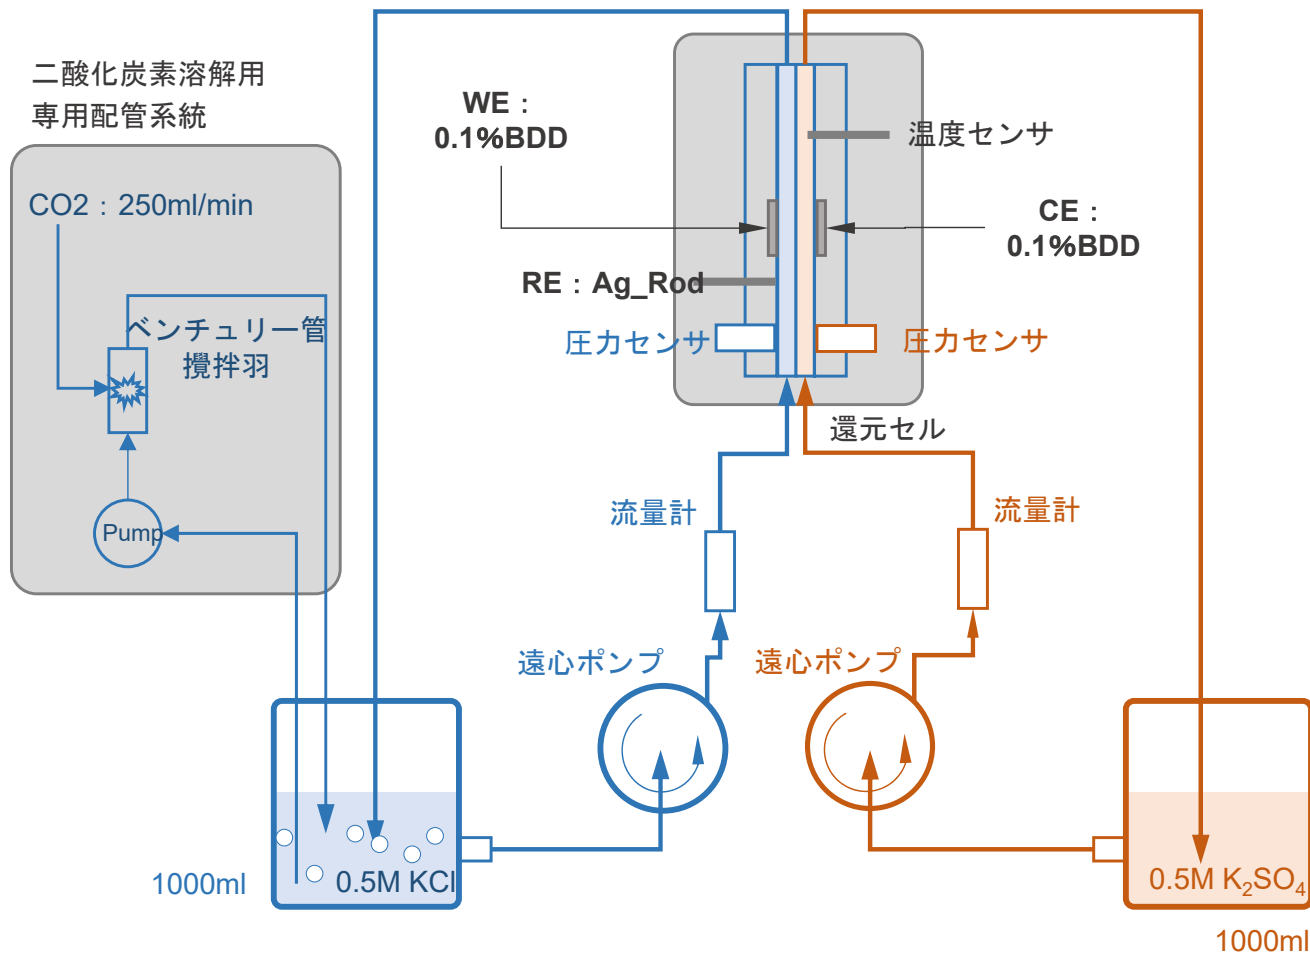 二酸化炭素溶解用
専用配管系統
CO2：250ml/min
ベンチュリー管
攪拌羽
Pump
WE：
0.1%BDD
温度センサ
CE：
0.1%BDD
RE：Ag_Rod
圧力センサ
圧力センサ
還元セル
流量計
流量計
遠心ポンプ
遠心ポンプ
0.5M KCl
1000ml
0.5M K₂SO₄
1000ml